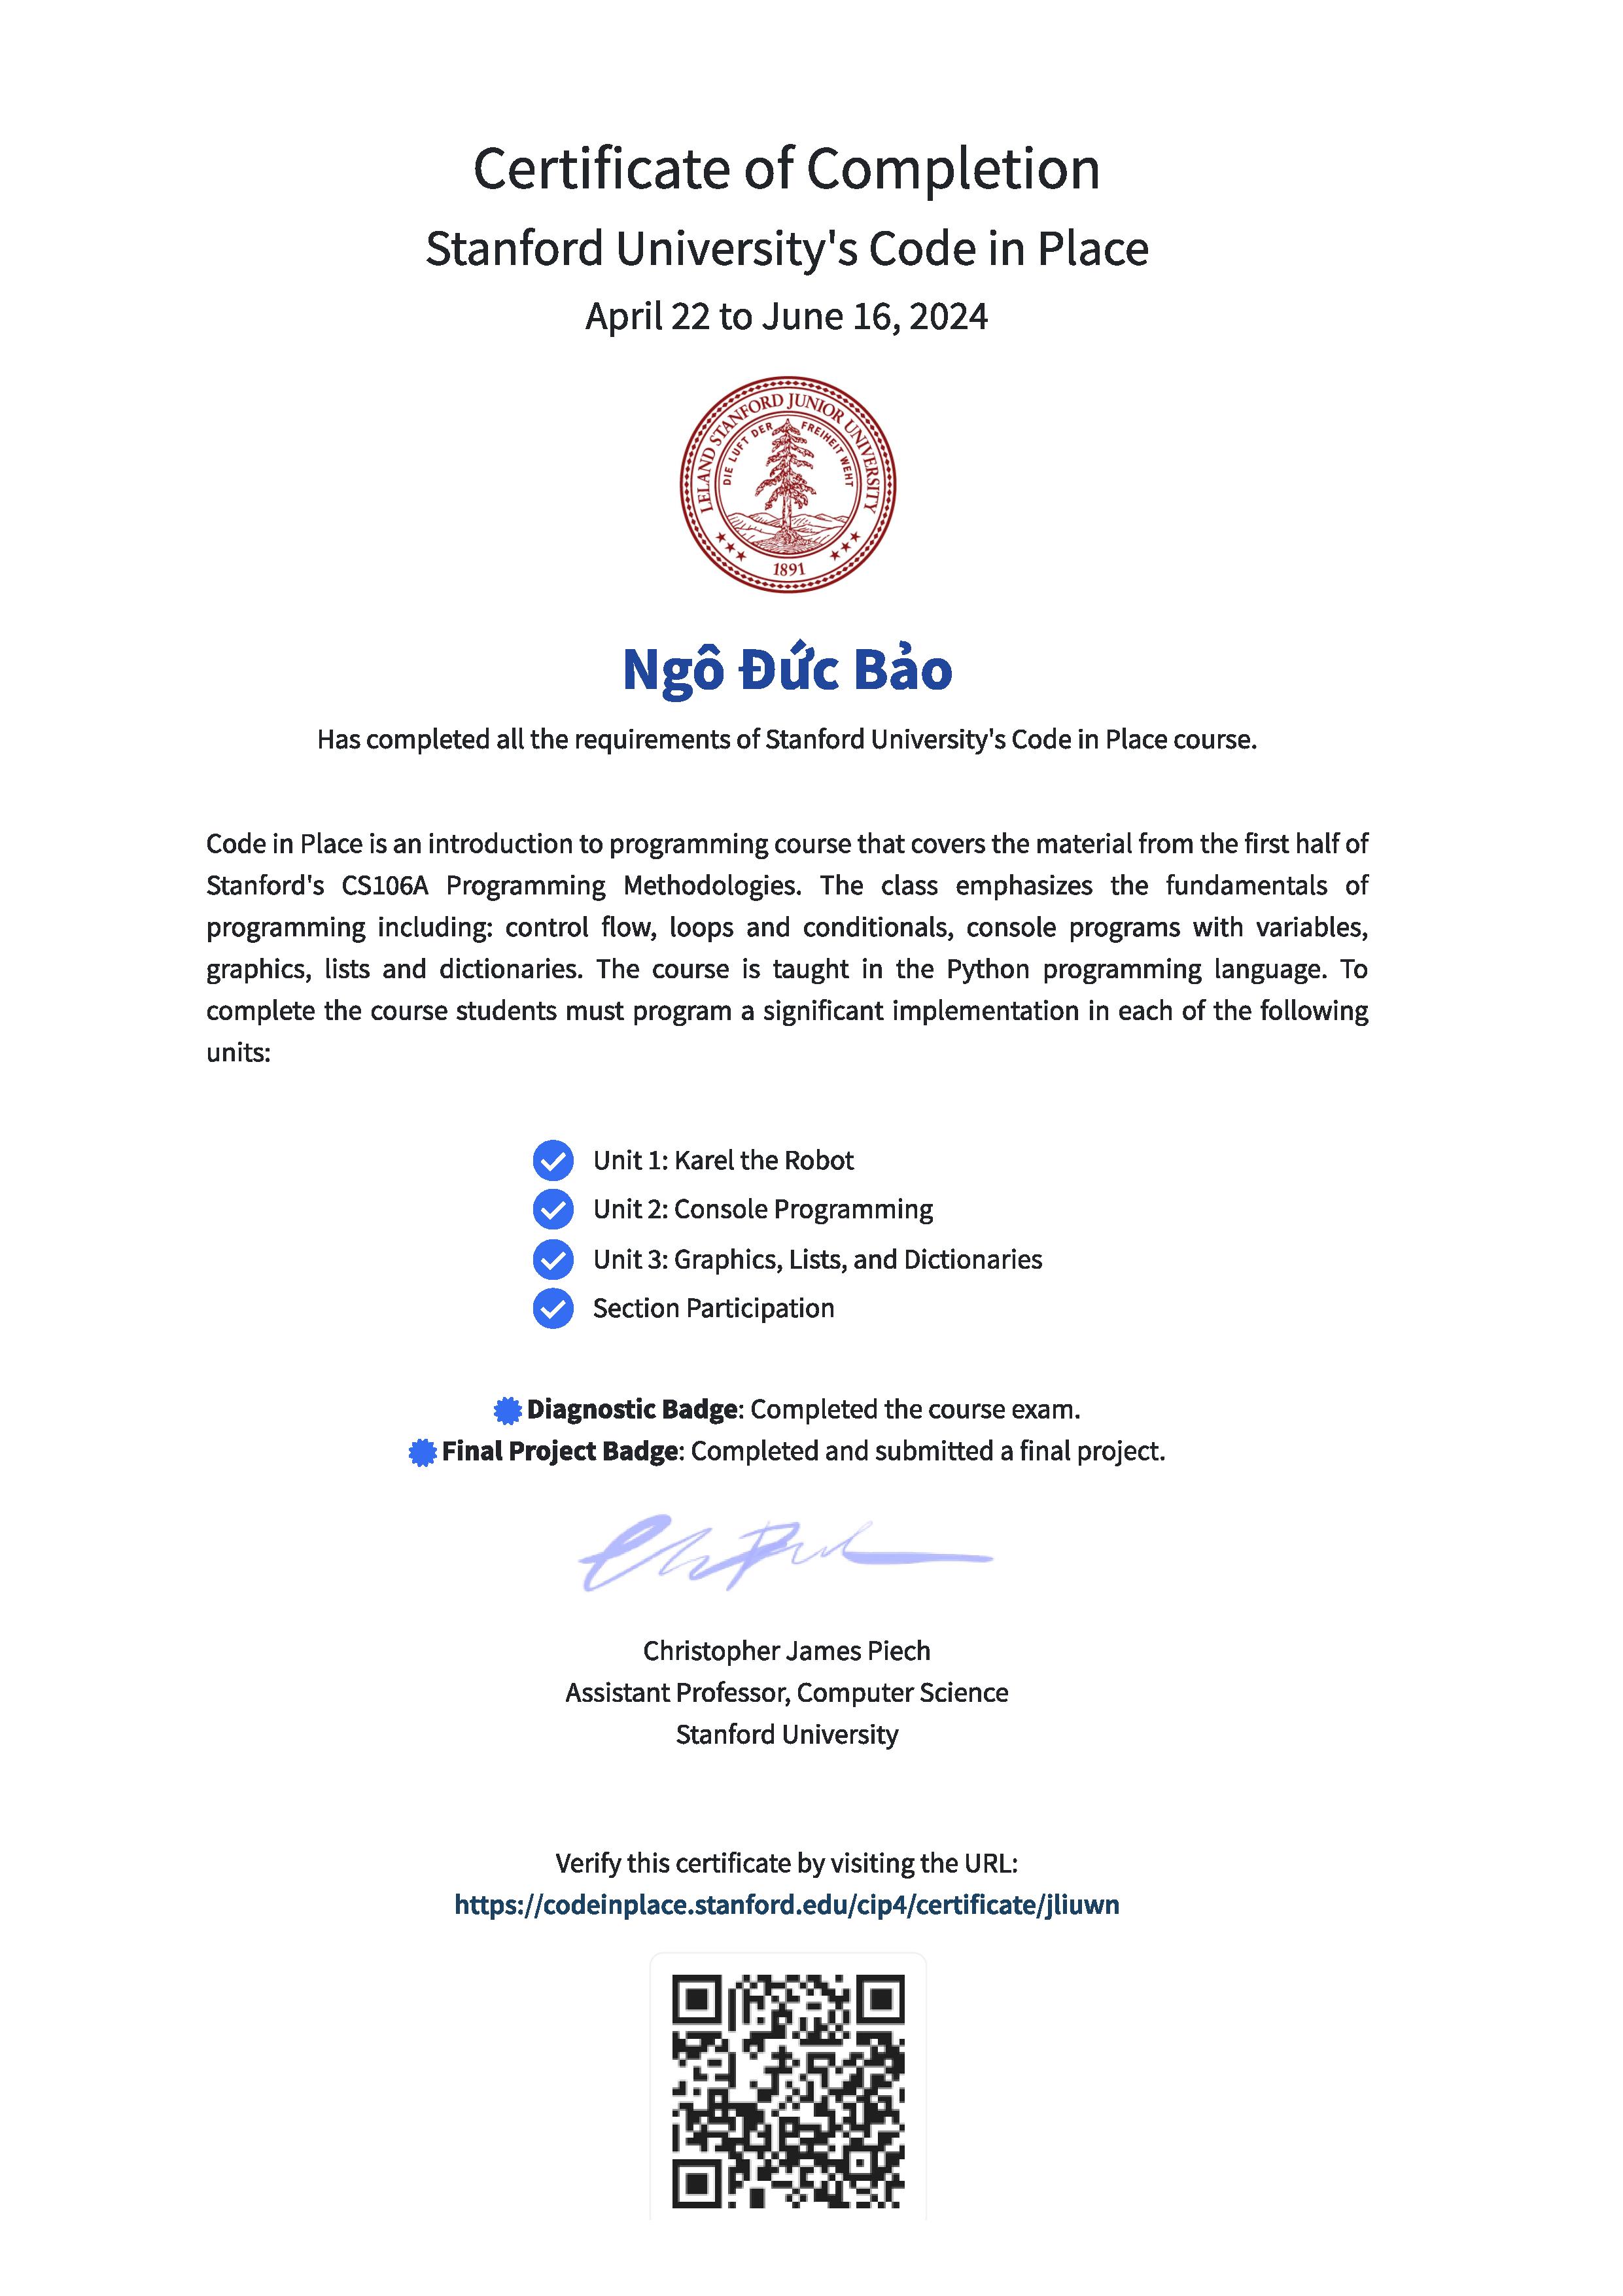 Certificate of Completion
Stanford University's Code in Place
April 22 to June 16, 2024
LELAND STANFORD JUNIOR UNIVERSITY
DIE LUFT DER FREIHEIT WEHT
1891
Ngô Đức Bảo
Has completed all the requirements of Stanford University's Code in Place course.
Code in Place is an introduction to programming course that covers the material from the first half of
Stanford's CS106A Programming Methodologies. The class emphasizes the fundamentals of
programming including: control flow, loops and conditionals, console programs with variables,
graphics, lists and dictionaries. The course is taught in the Python programming language. To
complete the course students must program a significant implementation in each of the following
units:
Unit 1: Karel the Robot
Unit 2: Console Programming
Unit 3: Graphics, Lists, and Dictionaries
Section Participation
Diagnostic Badge: Completed the course exam.
Final Project Badge: Completed and submitted a final project.
Christopher James Piech
Assistant Professor, Computer Science
Stanford University
Verify this certificate by visiting the URL:
https://codeinplace.stanford.edu/cip4/certificate/jliuwn